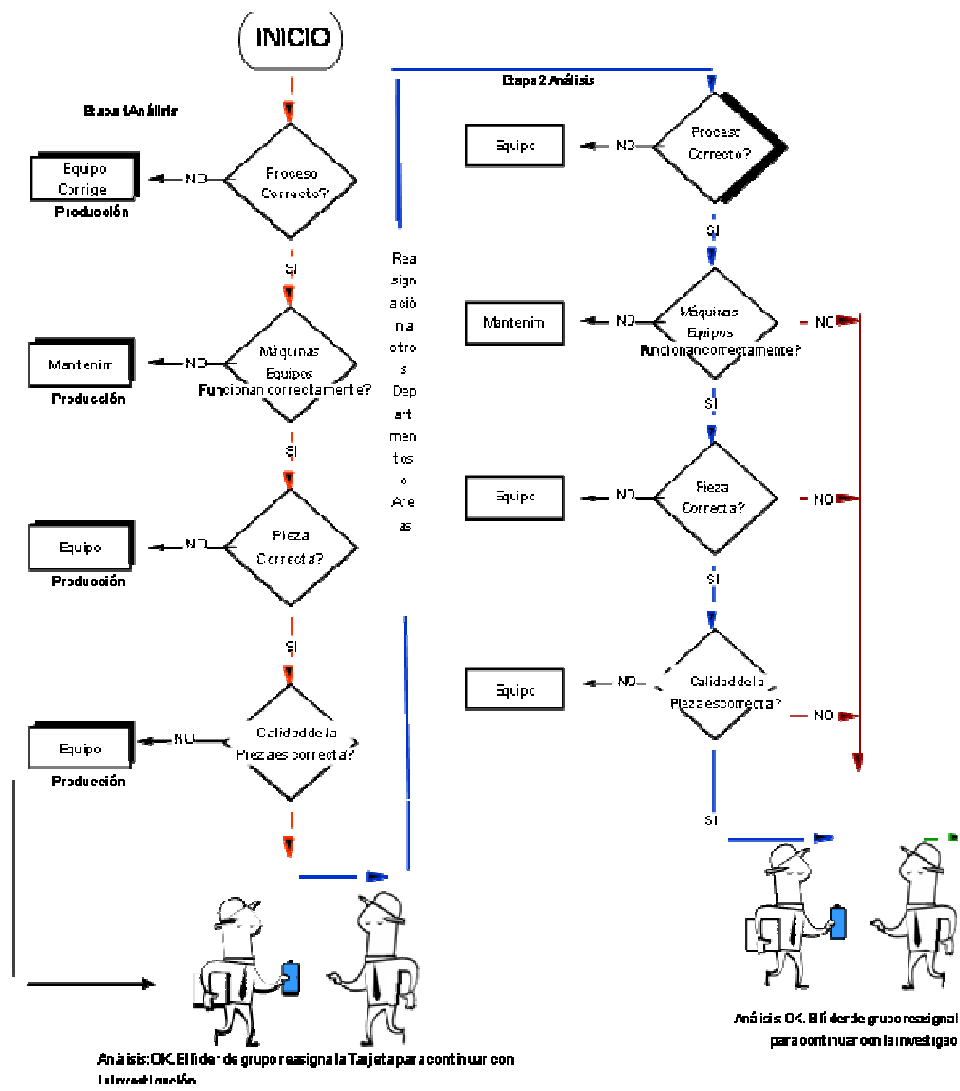 INICIO
Etapa 1 Análisis
Proceso
Correcto?
NO
Equipo
Corrige
Producción
SI
Máquinas
Equipos
Funcionan correctamente?
NO
Mantenim
Producción
SI
Pieza
Correcta?
NO
Equipo
Producción
SI
Calidad de la
Pieza es correcta?
NO
Equipo
Producción
Análisis: OK. El líder de grupo reasigna la Tarjeta para continuar con
la investigación
Rea
sign
ació
n a
otro
s
Dep
art
men
tos
o
Áre
as
Etapa 2 Análisis
Proceso
Correcto?
NO
Equipo
SI
Máquinas
Equipos
Funcionan correctamente?
NO
Mantenim
NO
SI
Pieza
Correcta?
NO
Equipo
NO
SI
Calidad de la
Pieza es correcta?
NO
Equipo
NO
SI
Análisis: OK. El líder de grupo reasigna l
para continuar con la investigac